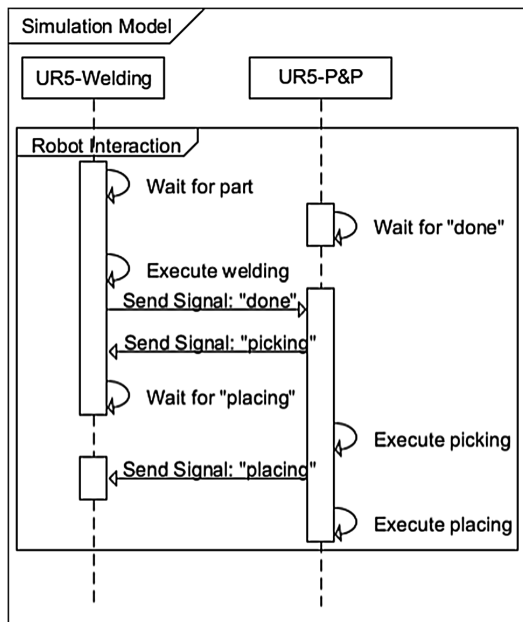 Simulation Model
UR5-Welding
UR5-P&P
Robot Interaction
Wait for part
Wait for "done"
Execute welding
Send Signal: "done"
Send Signal: "picking"
Wait for "placing"
Execute picking
Send Signal: "placing"
Execute placing